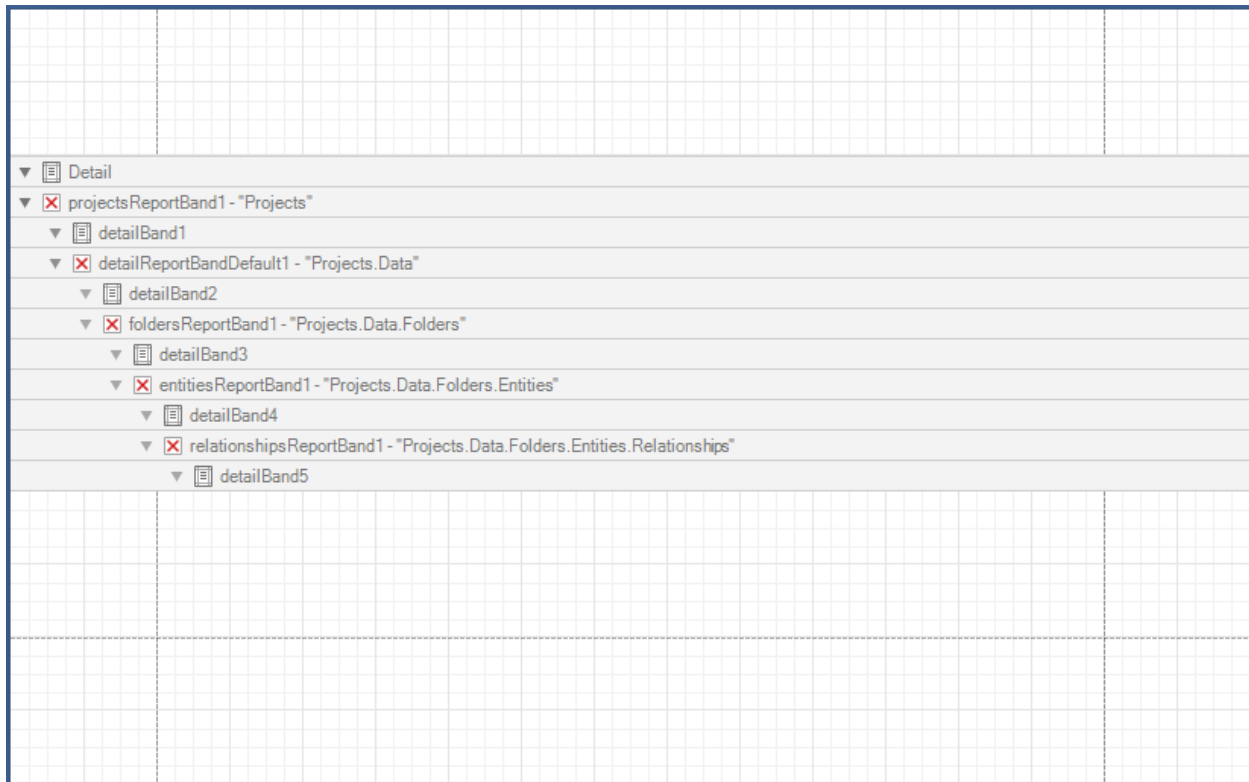 Detail
projectsReportBand1 - "Projects"
detailBand1
detailReportBandDefault1 - "Projects.Data"
detailBand2
foldersReportBand1 - "Projects.Data.Folders"
detailBand3
entitiesReportBand1 - "Projects.Data.Folders.Entities"
detailBand4
relationshipsReportBand1 - "Projects.Data.Folders.Entities.Relationships"
detailBand5